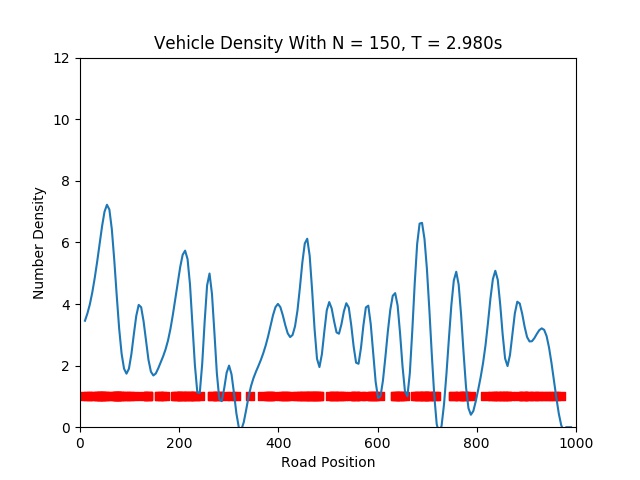 Vehicle Density With N = 150, T = 2.980s
12
10
8
6
4
2
0
Number Density
0 200 400 600 800 1000
Road Position